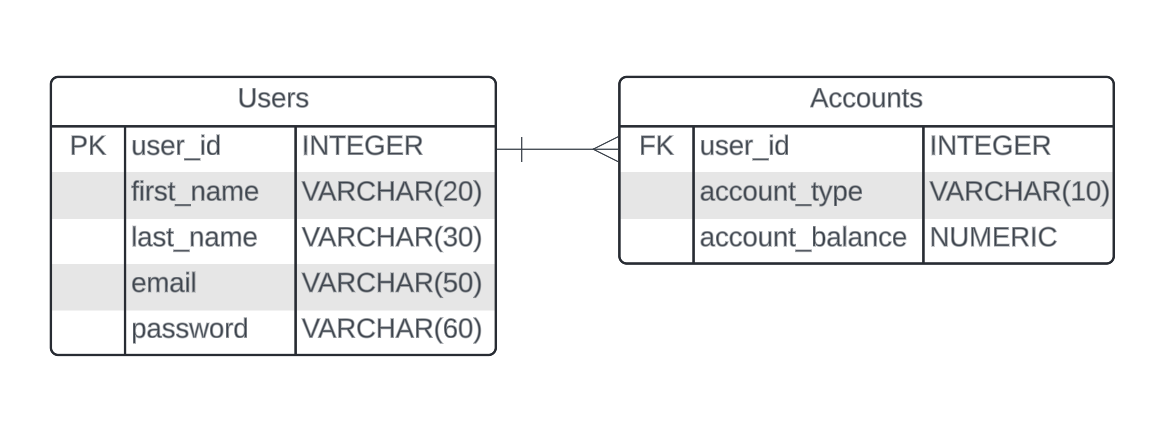 Users
PK user_id INTEGER
first_name VARCHAR(20)
last_name VARCHAR(30)
email VARCHAR(50)
password VARCHAR(60)
Accounts
FK user_id INTEGER
account_type VARCHAR(10)
account_balance NUMERIC